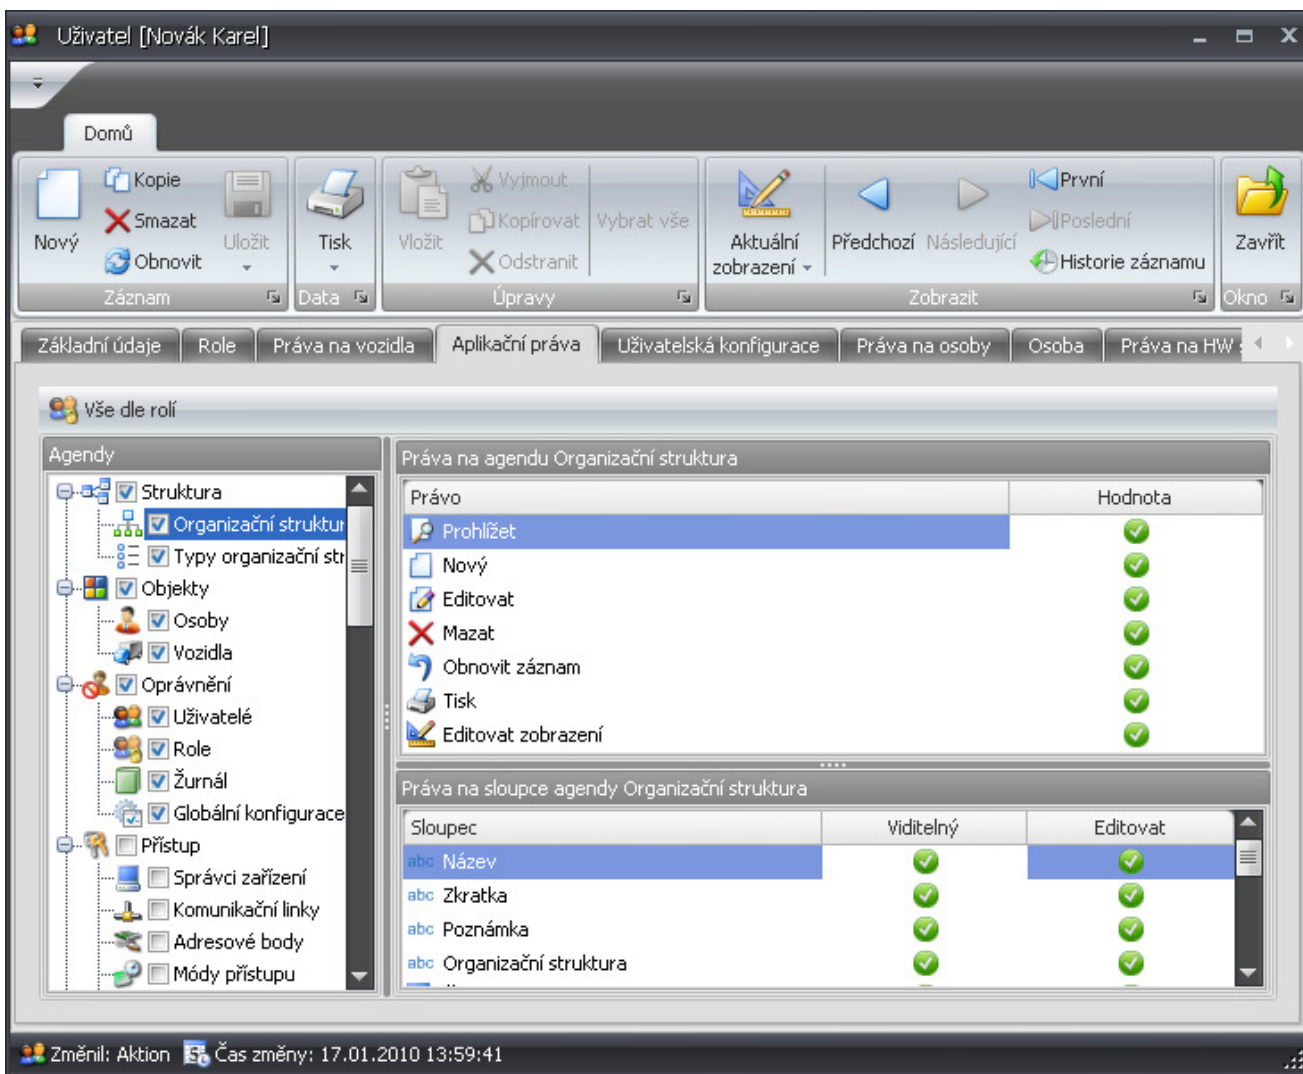 Uživatel [Novák Karel]
Domů
Nový
Kopie
Smazat
Obnovit
Uložit
Záznam
Tisk
Data
Vložit
Vyjmout
Kopírovat
Odstranit
Vybrat vše
Úpravy
Aktuální
zobrazení
Předchozí
Následující
První
Poslední
Historie záznamu
Zobrazit
Zavřít
Okno
Základní údaje
Role
Práva na vozidla
Aplikační práva
Uživatelská konfigurace
Práva na osoby
Osoba
Práva na HW
Vše dle rolí
Agendy
Struktura
Organizační struktur
Typy organizační str
Objekty
Osoby
Vozidla
Oprávnění
Uživatelé
Role
Žurnál
Globální konfigurace
Přístup
Správci zařízení
Komunikační linky
Adresové body
Módy přístupu
Práva na agendu Organizační struktura
Právo Hodnota
Prohlížet
Nový
Editovat
Mazat
Obnovit záznam
Tisk
Editovat zobrazení
Práva na sloupce agendy Organizační struktura
Sloupec Viditelný Editovat
abc Název
abc Zkratka
abc Poznámka
abc Organizační struktura
Změnil: Aktion Čas změny: 17.01.2010 13:59:41